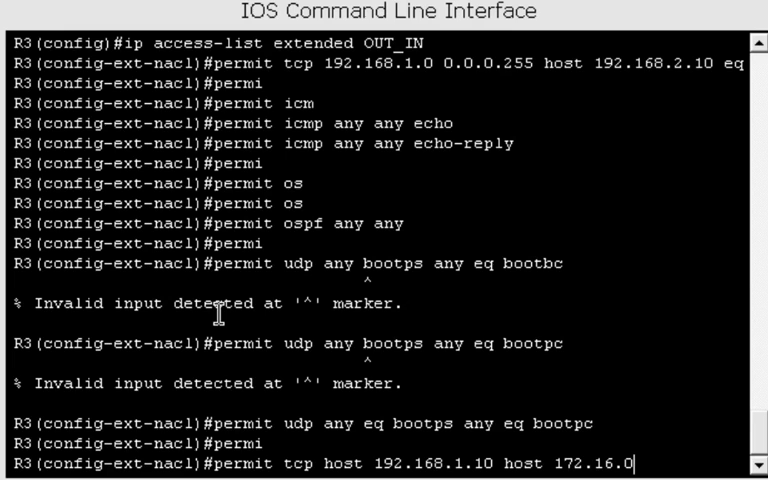 IOS Command Line Interface
R3(config)#ip access-list extended OUT_IN
R3(config-ext-nacl)#permit tcp 192.168.1.0 0.0.0.255 host 192.168.2.10 eq
R3(config-ext-nacl)#permi
R3(config-ext-nacl)#permit icm
R3(config-ext-nacl)#permit icmp any any echo
R3(config-ext-nacl)#permit icmp any any echo-reply
R3(config-ext-nacl)#permi
R3(config-ext-nacl)#permit os
R3(config-ext-nacl)#permit os
R3(config-ext-nacl)#permit ospf any any
R3(config-ext-nacl)#permi
R3(config-ext-nacl)#permit udp any bootps any eq bootbc
^
% Invalid input detected at '^' marker.
R3(config-ext-nacl)#permit udp any bootps any eq bootpc
^
% Invalid input detected at '^' marker.
R3(config-ext-nacl)#permit udp any eq bootps any eq bootpc
R3(config-ext-nacl)#permi
R3(config-ext-nacl)#permit tcp host 192.168.1.10 host 172.16.0